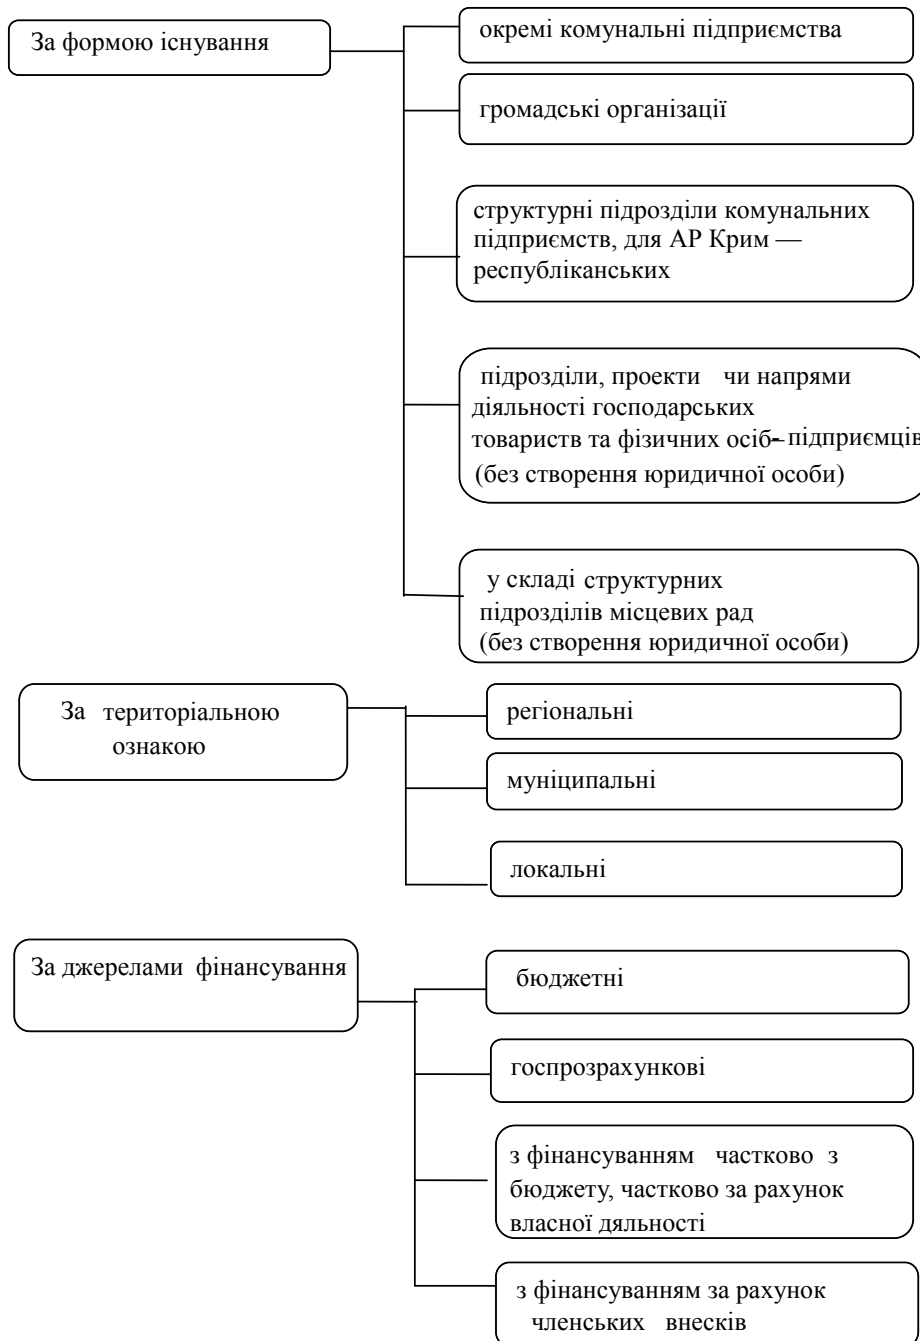 За формою існування
окремі комунальні підприємства
громадські організації
структурні підрозділи комунальних
підприємств, для АР Крим —
республіканських
підрозділи, проекти чи напрями
діяльності господарських
товариств та фізичних осіб– підприємців
(без створення юридичної особи)
у складі структурних
підрозділів місцевих рад
(без створення юридичної особи)
За територіальною
ознакою
регіональні
муніципальні
локальні
За джерелами фінансування
бюджетні
госпрозрахункові
з фінансуванням частково з
бюджету, частково за рахунок
власної дяльності
з фінансуванням за рахунок
членських внесків